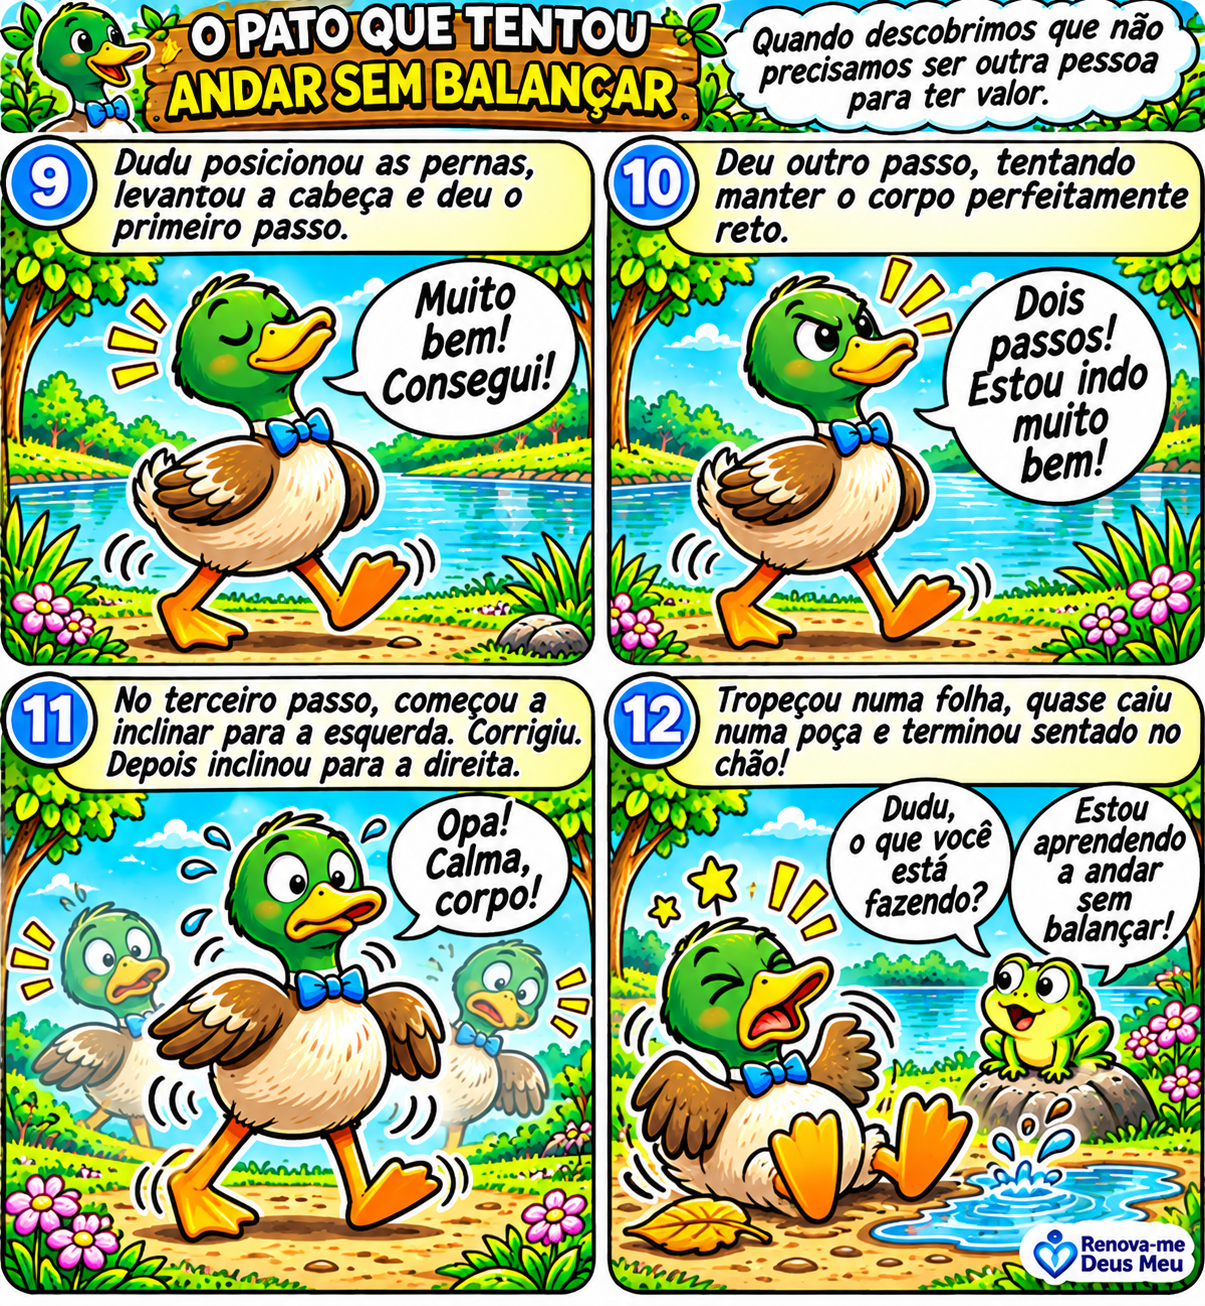 O PATO QUE TENTOU
ANDAR SEM BALANÇAR
Quando descobrimos que não
precisamos ser outra pessoa
para ter valor.
9
Dudu posicionou as pernas,
levantou a cabeça e deu o
primeiro passo.
Muito
bem!
Consegui!
10
Deu outro passo, tentando
manter o corpo perfeitamente
reto.
Dois
passos!
Estou indo
muito
bem!
11
No terceiro passo, começou a
inclinar para a esquerda. Corrigiu.
Depois inclinou para a direita.
Opa!
Calma,
corpo!
12
Tropeçou numa folha, quase caiu
numa poça e terminou sentado no
chão!
Dudu,
o que você
está
fazendo?
Estou
aprendendo
a andar
sem
balançar!
Renova-me
Deus Meu